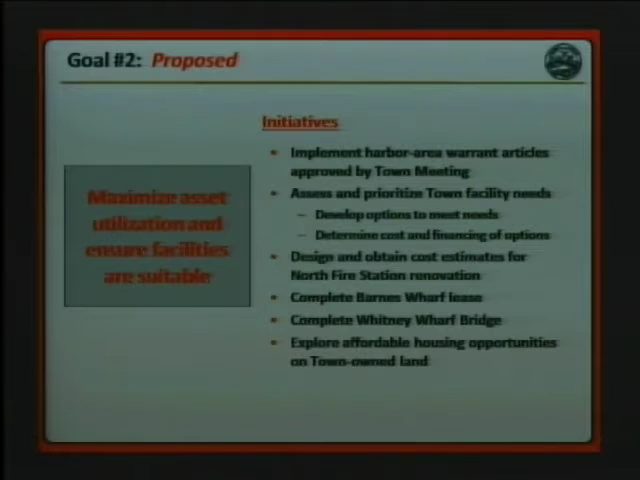 Goal #2: Proposed
Initiatives
Maximize asset
utilization and
ensure facilities
are suitable
• Implement harbor-area warrant articles
approved by Town Meeting
• Assess and prioritize Town facility needs
– Develop options to meet needs
– Determine cost and financing of options
• Design and obtain cost estimates for
North Fire Station renovation
• Complete Barnes Wharf lease
• Complete Whitney Wharf Bridge
• Explore affordable housing opportunities
on Town-owned land